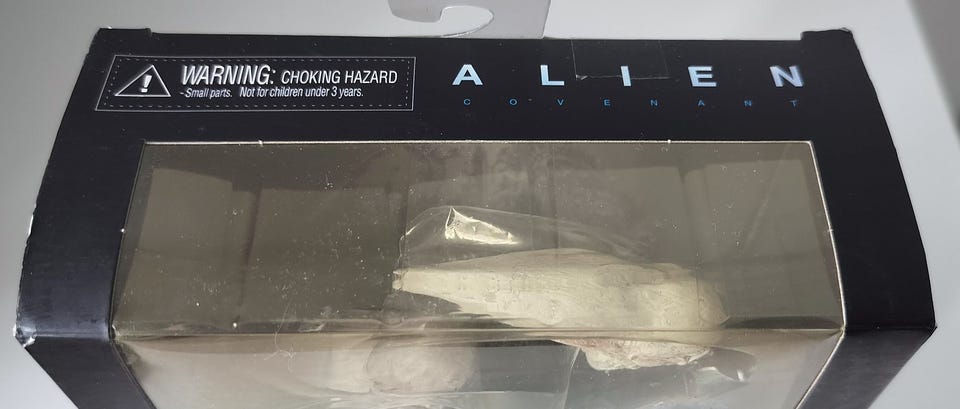 WARNING: CHOKING HAZARD
-Small parts. Not for children under 3 years.
ALIEN
COVENANT